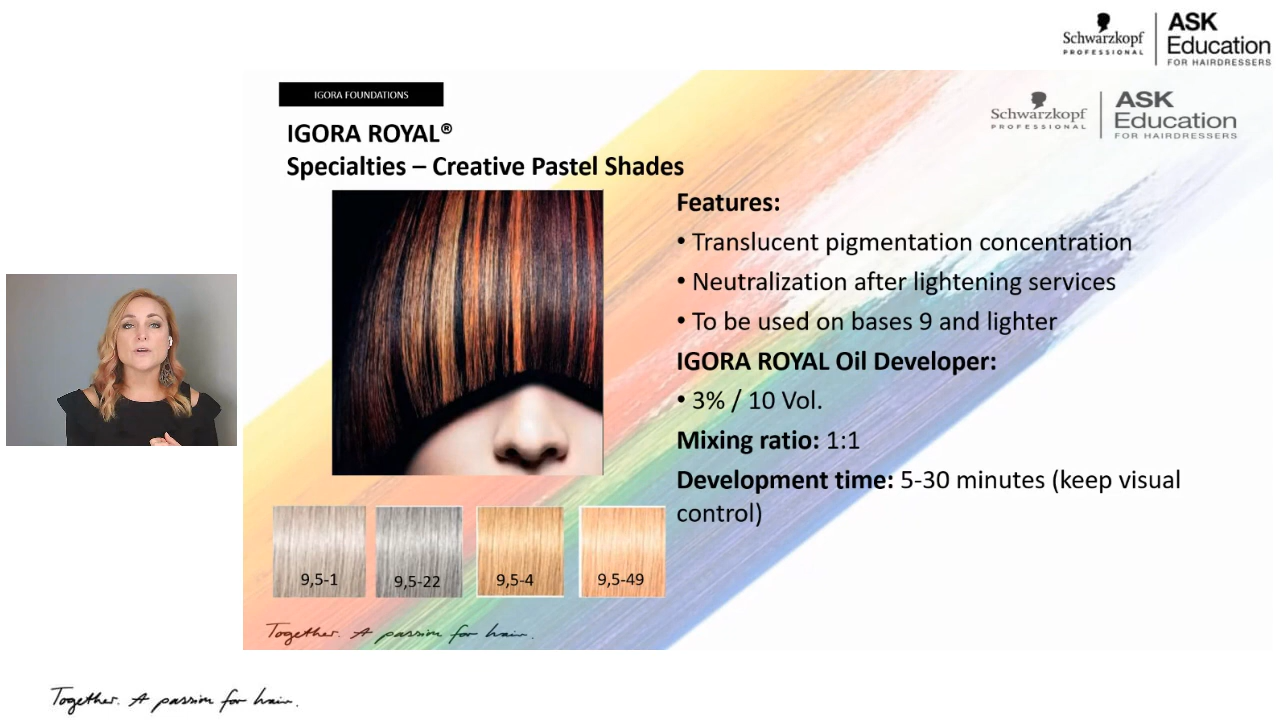 Schwarzkopf
PROFESSIONAL
ASK
Education
FOR HAIRDRESSERS
IGORA FOUNDATIONS
Schwarzkopf
PROFESSIONAL
ASK
Education
FOR HAIRDRESSERS
IGORA ROYAL®
Specialties – Creative Pastel Shades
Features:
• Translucent pigmentation concentration
• Neutralization after lightening services
• To be used on bases 9 and lighter
IGORA ROYAL Oil Developer:
• 3% / 10 Vol.
Mixing ratio: 1:1
Development time: 5-30 minutes (keep visual
control)
9,5-1
9,5-22
9,5-4
9,5-49
Together. A passion for hair.
Together. A passion for hair.